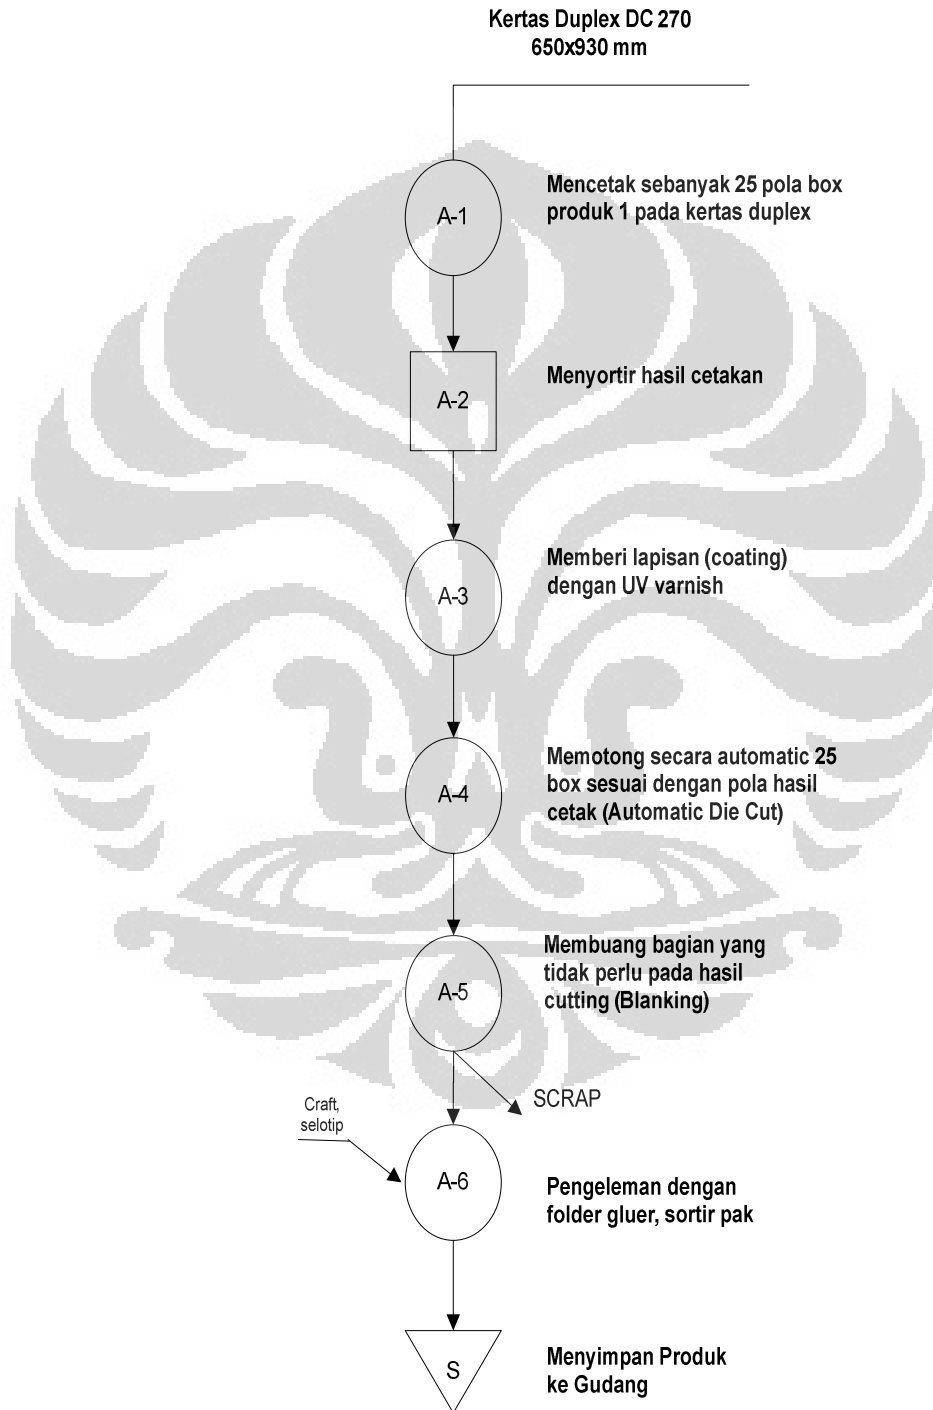 Kertas Duplex DC 270
650x930 mm
A-1
Mencetak sebanyak 25 pola box
produk 1 pada kertas duplex
A-2
Menyortir hasil cetakan
A-3
Memberi lapisan (coating)
dengan UV varnish
A-4
Memotong secara automatic 25
box sesuai dengan pola hasil
cetak (Automatic Die Cut)
A-5
Membuang bagian yang
tidak perlu pada hasil
cutting (Blanking)
SCRAP
Craft,
selotip
A-6
Pengeleman dengan
folder gluer, sortir pak
S
Menyimpan Produk
ke Gudang